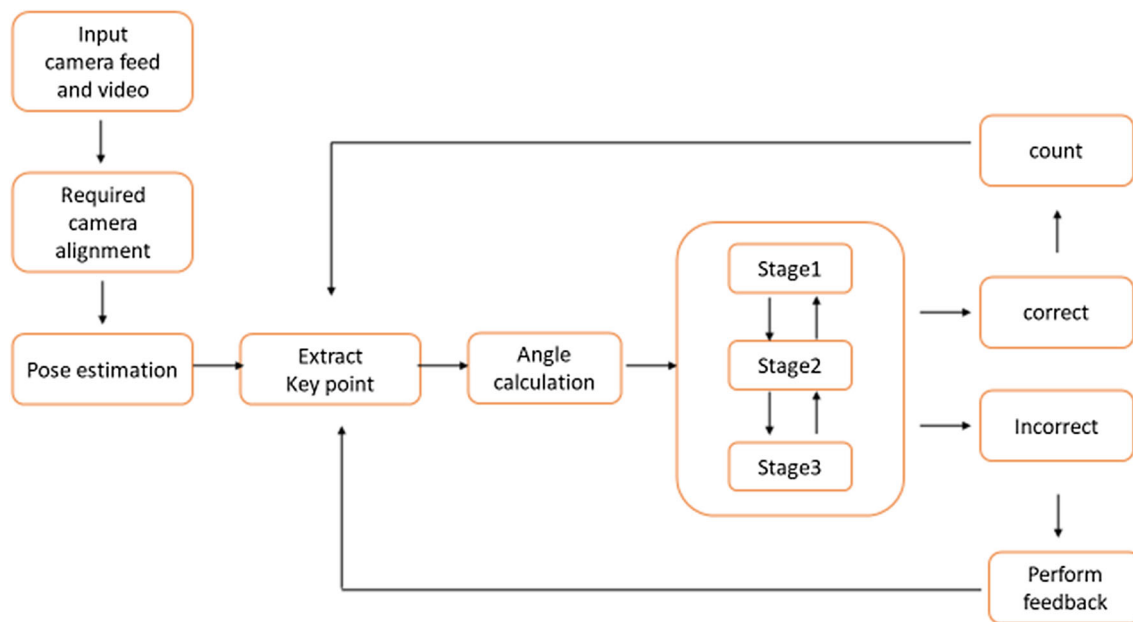 Input
camera feed
and video
Required
camera
alignment
Pose estimation
Extract
Key point
Angle
calculation
Stage1
Stage2
Stage3
count
correct
Incorrect
Perform
feedback